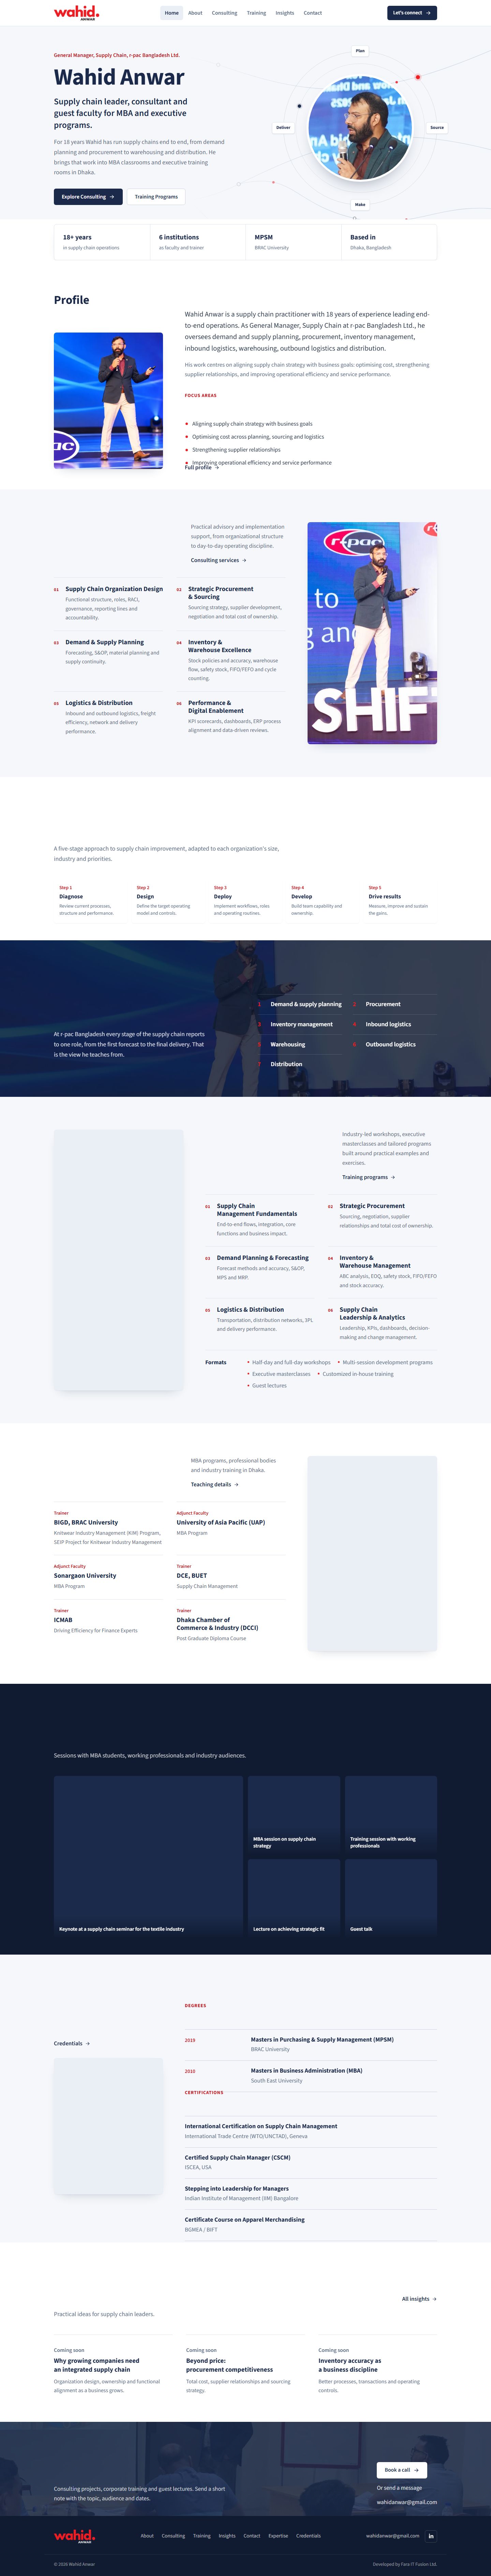 wahid.
ANWAR
Home About Consulting Training Insights Contact
Let's connect →
General Manager, Supply Chain, r-pac Bangladesh Ltd.
Wahid Anwar
Supply chain leader, consultant and
guest faculty for MBA and executive
programs.
For 18 years Wahid has run supply chains end to end, from demand
planning and procurement to warehousing and distribution. He
brings that work into MBA classrooms and executive training
rooms in Dhaka.
Explore Consulting →
Training Programs
Plan
Source
Make
Deliver
18+ years
in supply chain operations
6 institutions
as faculty and trainer
MPSM
BRAC University
Based in
Dhaka, Bangladesh
Profile
Wahid Anwar is a supply chain practitioner with 18 years of experience leading end-
to-end operations. As General Manager, Supply Chain at r-pac Bangladesh Ltd., he
oversees demand and supply planning, procurement, inventory management,
inbound logistics, warehousing, outbound logistics and distribution.
His work centres on aligning supply chain strategy with business goals: optimising cost, strengthening
supplier relationships, and improving operational efficiency and service performance.
FOCUS AREAS
Aligning supply chain strategy with business goals
Optimising cost across planning, sourcing and logistics
Strengthening supplier relationships
Improving operational efficiency and service performance
Full profile →
Practical advisory and implementation
support, from organizational structure
to day-to-day operating discipline.
Consulting services →
r-pac
to
SHIF
01 Supply Chain Organization Design
Functional structure, roles, RACI,
governance, reporting lines and
accountability.
02 Strategic Procurement
& Sourcing
Sourcing strategy, supplier development,
negotiation and total cost of ownership.
03 Demand & Supply Planning
Forecasting, S&OP, material planning and
supply continuity.
04 Inventory &
Warehouse Excellence
Stock policies and accuracy, warehouse
flow, safety stock, FIFO/FEFO and cycle
counting.
05 Logistics & Distribution
Inbound and outbound logistics, freight
efficiency, network and delivery
performance.
06 Performance &
Digital Enablement
KPI scorecards, dashboards, ERP process
alignment and data-driven reviews.
A five-stage approach to supply chain improvement, adapted to each organization's size,
industry and priorities.
Step 1
Diagnose
Review current processes,
structure and performance.
Step 2
Design
Define the target operating
model and controls.
Step 3
Deploy
Implement workflows, roles
and operating routines.
Step 4
Develop
Build team capability and
ownership.
Step 5
Drive results
Measure, improve and sustain
the gains.
At r-pac Bangladesh every stage of the supply chain reports
to one role, from the first forecast to the final delivery. That
is the view he teaches from.
1 Demand & supply planning
2 Procurement
3 Inventory management
4 Inbound logistics
5 Warehousing
6 Outbound logistics
7 Distribution
Industry-led workshops, executive
masterclasses and tailored programs
built around practical examples and
exercises.
Training programs →
01 Supply Chain
Management Fundamentals
End-to-end flows, integration, core
functions and business impact.
02 Strategic Procurement
Sourcing, negotiation, supplier
relationships and total cost of ownership.
03 Demand Planning & Forecasting
Forecast methods and accuracy, S&OP,
MPS and MRP.
04 Inventory &
Warehouse Management
ABC analysis, EOQ, safety stock, FIFO/FEFO
and stock accuracy.
05 Logistics & Distribution
Transportation, distribution networks, 3PL
and delivery performance.
06 Supply Chain
Leadership & Analytics
Leadership, KPIs, dashboards, decision-
making and change management.
Formats
Half-day and full-day workshops
Multi-session development programs
Executive masterclasses
Customized in-house training
Guest lectures
MBA programs, professional bodies
and industry training in Dhaka.
Teaching details →
Trainer
BIGD, BRAC University
Knitwear Industry Management (KIM) Program,
SEIP Project for Knitwear Industry Management
Adjunct Faculty
University of Asia Pacific (UAP)
MBA Program
Adjunct Faculty
Sonargaon University
MBA Program
Trainer
DCE, BUET
Supply Chain Management
Trainer
ICMAB
Driving Efficiency for Finance Experts
Trainer
Dhaka Chamber of
Commerce & Industry (DCCI)
Post Graduate Diploma Course
Sessions with MBA students, working professionals and industry audiences.
Keynote at a supply chain seminar for the textile industry
MBA session on supply chain
strategy
Training session with working
professionals
Lecture on achieving strategic fit
Guest talk
Credentials →
DEGREES
2019 Masters in Purchasing & Supply Management (MPSM)
BRAC University
2010 Masters in Business Administration (MBA)
South East University
CERTIFICATIONS
International Certification on Supply Chain Management
International Trade Centre (WTO/UNCTAD), Geneva
Certified Supply Chain Manager (CSCM)
ISCEA, USA
Stepping into Leadership for Managers
Indian Institute of Management (IIM) Bangalore
Certificate Course on Apparel Merchandising
BGMEA / BIFT
All insights →
Practical ideas for supply chain leaders.
Coming soon
Why growing companies need
an integrated supply chain
Organization design, ownership and functional
alignment as a business grows.
Coming soon
Beyond price:
procurement competitiveness
Total cost, supplier relationships and sourcing
strategy.
Coming soon
Inventory accuracy as
a business discipline
Better processes, transactions and operating
controls.
Consulting projects, corporate training and guest lectures. Send a short
note with the topic, audience and dates.
Book a call →
Or send a message
wahidanwar@gmail.com
wahid.
ANWAR
About Consulting Training Insights Contact Expertise Credentials
wahidanwar@gmail.com
in
© 2026 Wahid Anwar
Developed by Fara IT Fusion Ltd.